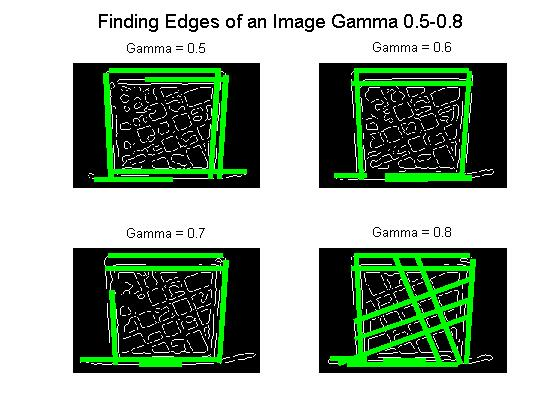 Finding Edges of an Image Gamma 0.5-0.8
Gamma = 0.5
Gamma = 0.6
Gamma = 0.7
Gamma = 0.8